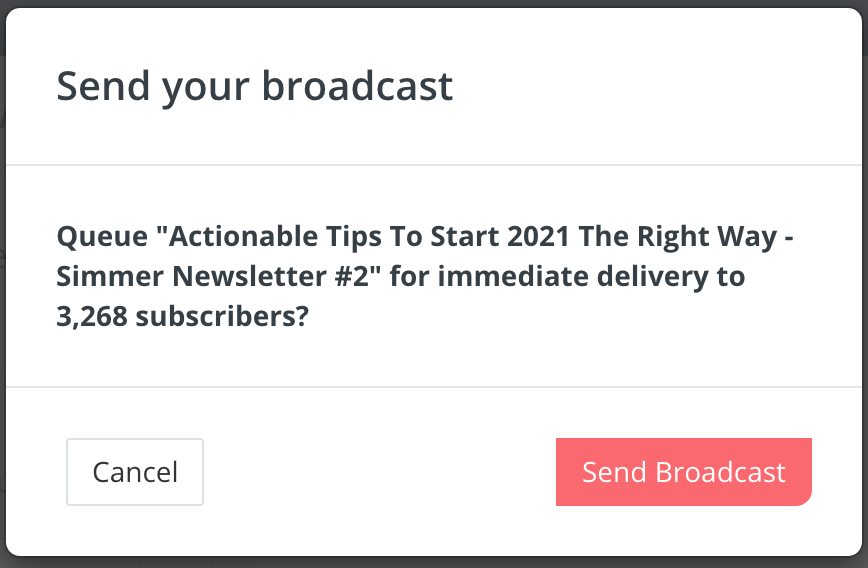 Send your broadcast
Queue "Actionable Tips To Start 2021 The Right Way -
Simmer Newsletter #2" for immediate delivery to
3,268 subscribers?
Cancel
Send Broadcast